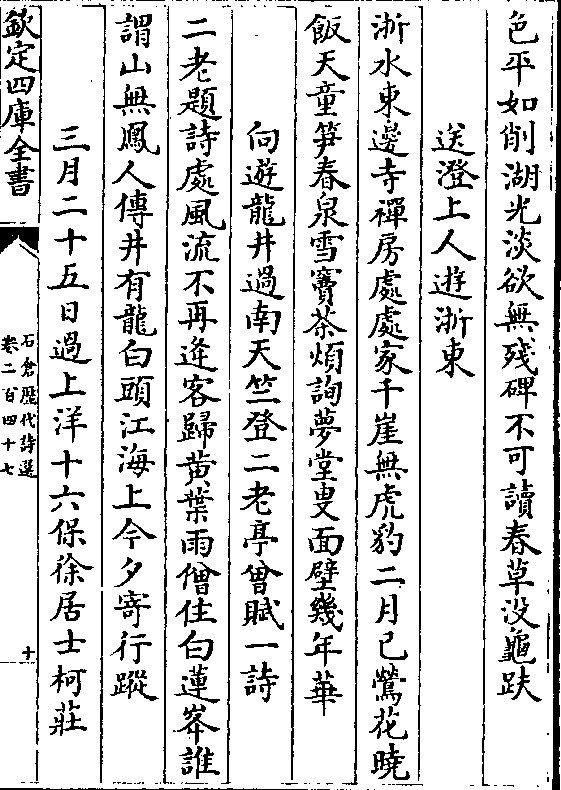 色平如削湖光淡欲無殘碑不可讀春草没龜趺
送澄上人遊浙東
浙水東邊寺禪房處處家千崖無虎豹二月已鶯花曉
飯天童笋春泉雪竇茶煩詢夢堂叟面壁幾年華
向遊龍井過南天竺登二老亭曾賦一詩
二老題詩處風流不再逢客歸黄葉雨僧住白蓮峯誰
謂山無鳳人傳井有龍白頭江海上今夕寄行蹤
三月二十五日過上洋十六保徐居士柯莊
欽定四庫全書
石倉歴代詩選
卷二百四十七
十